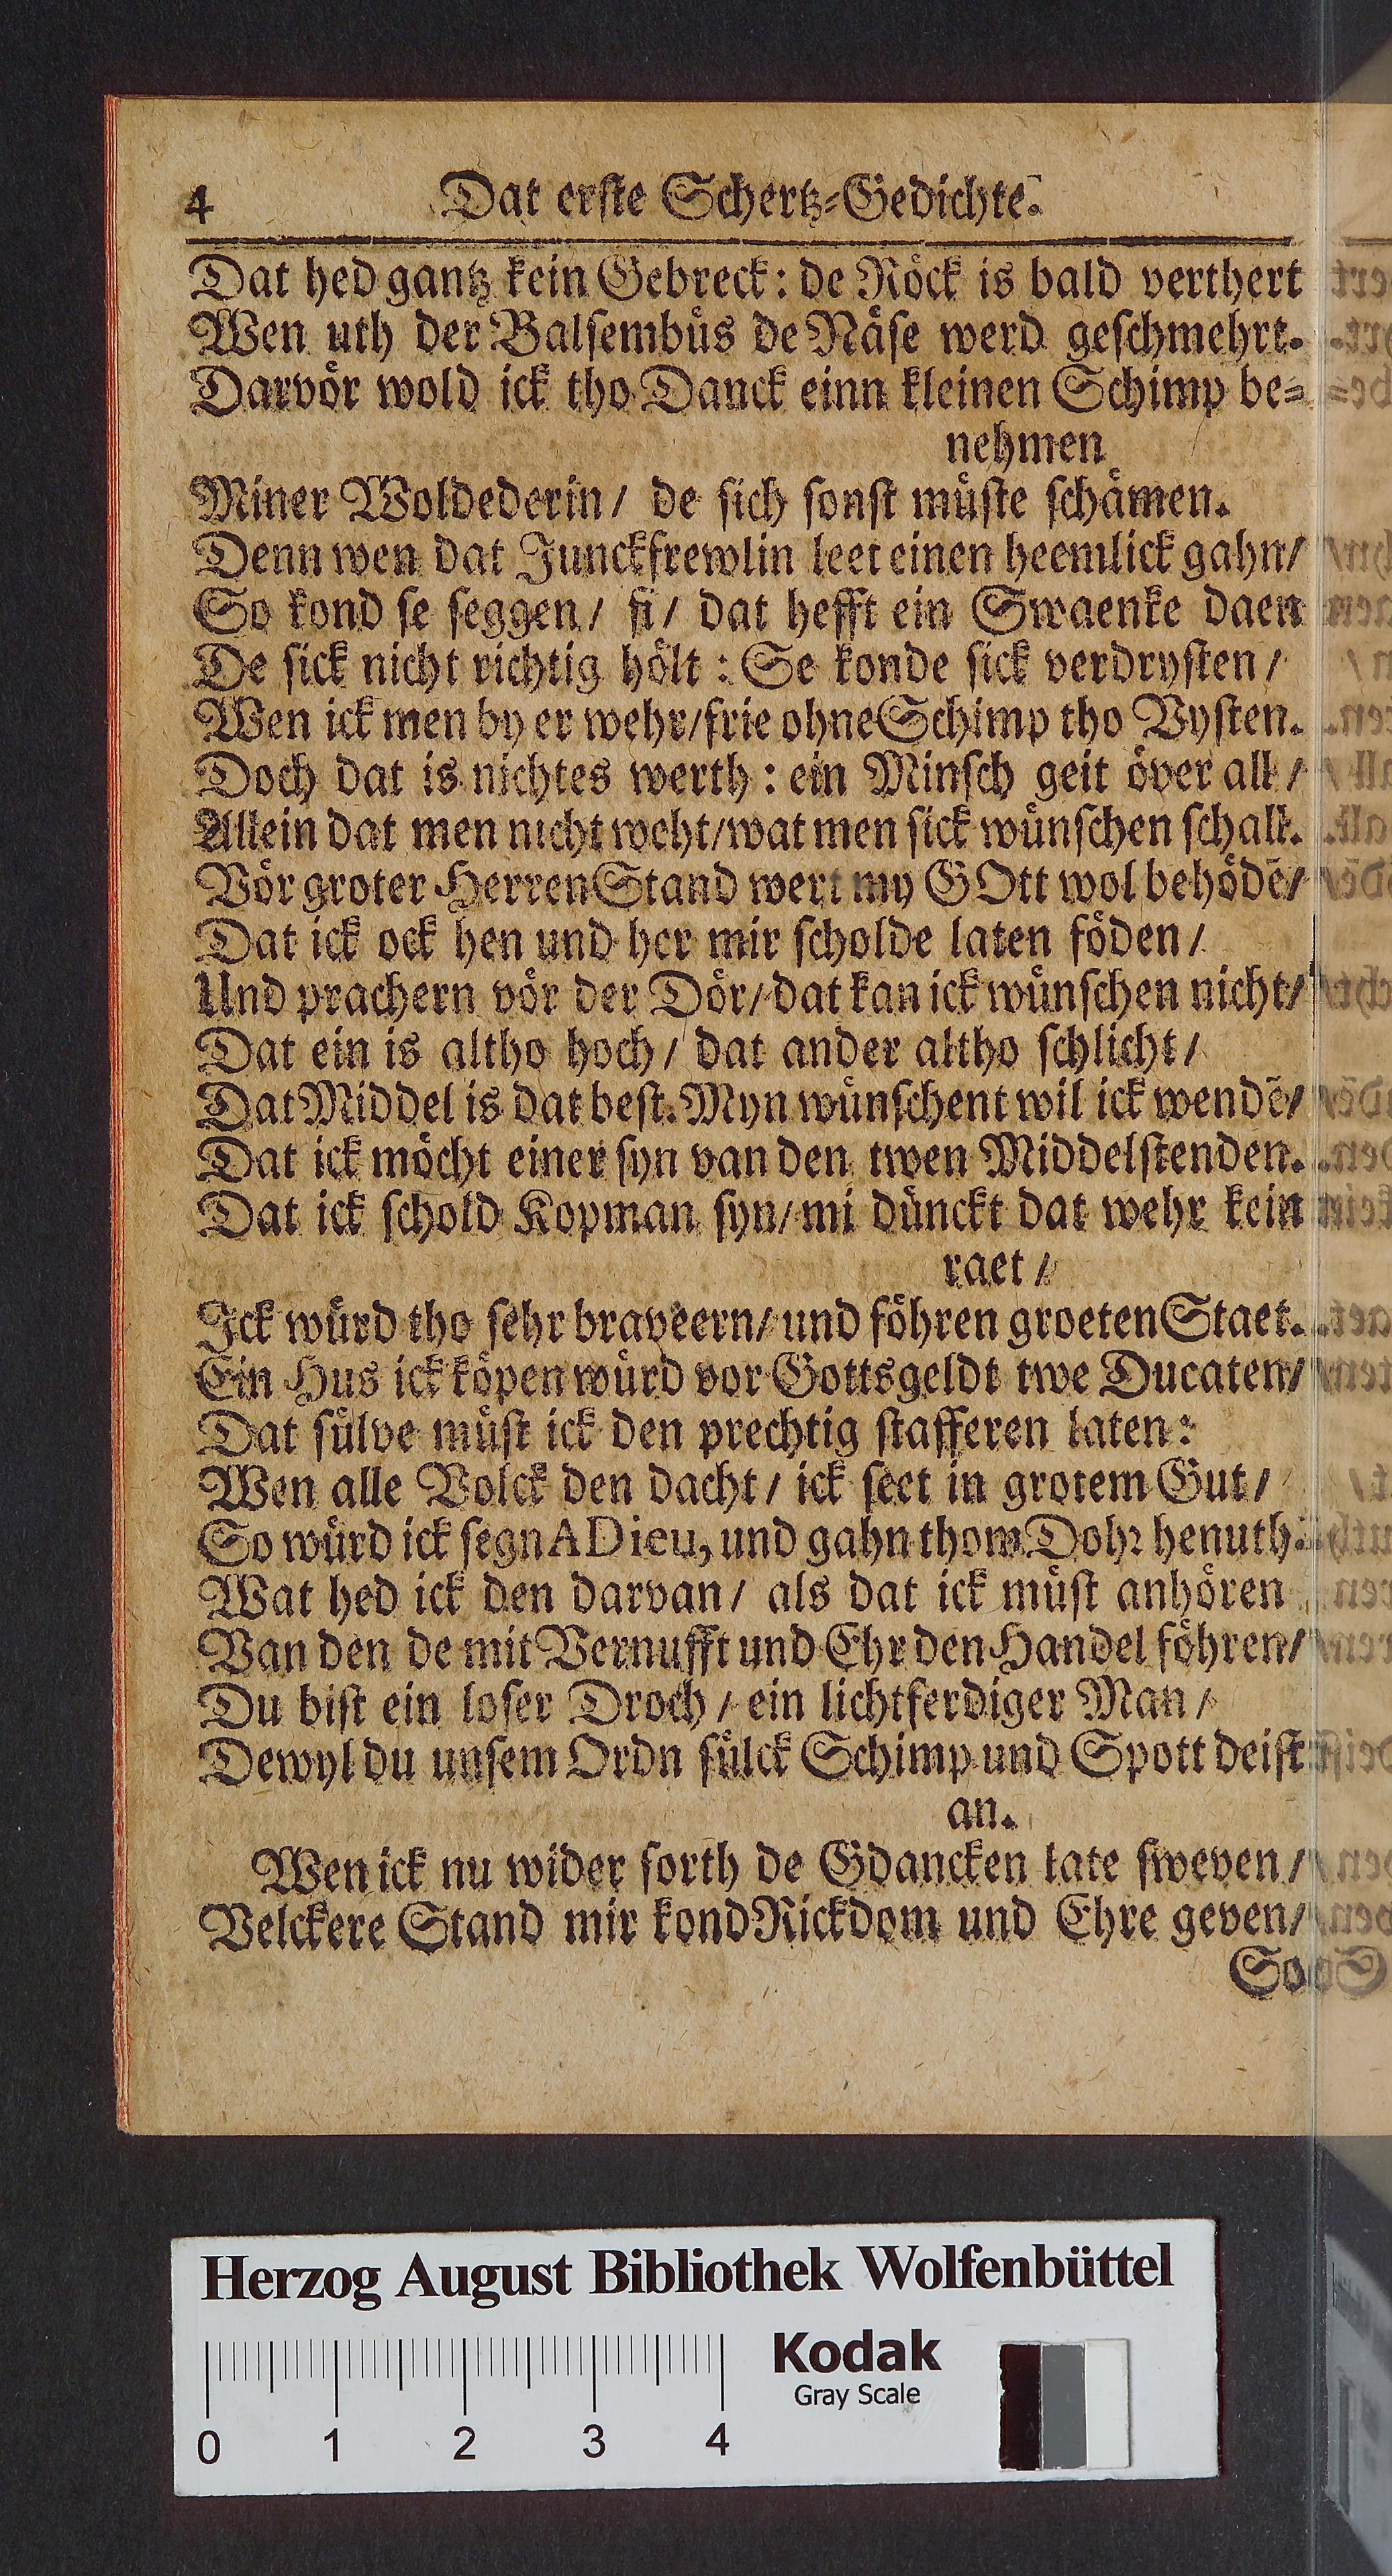 4 Dat erſte Schertz-Gedichte.
Dat hed gantz kein Gebreck: de Röck is bald verthert
Wen uth der Balſembüs de Näſe werd geſchmehrt.
Darvör wold ick tho Danck einn kleinen Schimp be-
nehmen
Miner Woldederin/ de ſich ſonſt müſte ſchämen.
Denn wen dat Junckfrewlin leet einen heemlick gahn/
So kond ſe ſeggen/ fi/ dat hefft ein Swaenke daen
De ſick nicht richtig hölt: Se konde ſick verdryſten/
Wen ick men by er wehr/frie ohne Schimp tho Vyſten.
Doch dat is nichtes werth: ein Minſch geit över all/
Allein dat men nicht weht/wat men ſick wünſchen ſchall.
Vör groter Herren Stand wert my GOtt wol behödē/
Dat ick ock hen und her mir ſcholde laten föden/
Und prachern vör der Dör/dat kan ick wünſchen nicht/
Dat ein is altho hoch/ dat ander altho ſchlicht/
Dat Middel is dat beſt. Myn wünſchent wil ick wendē/
Dat ick möcht einer ſyn van den twen Middelſtenden.
Dat ick ſchold Kopman ſyn/mi dünckt dat wehr kein
raet/
Ick würd tho ſehr braveern/und föhren groeten Staet.
Ein Hus ick köpen würd vor Gottsgeldt twe Ducaten/
Dat ſülve müſt ick den prechtig ſtafferen laten:
Wen alle Volck den dacht/ ick ſeet in grotem Gut/
So würd ick ſegn ADieu, und gahn thom Dohr henuth.
Wat hed ick den darvan/ als dat ick müſt anhören
Van den de mit Vernufft und Ehr den Handel föhren/
Du biſt ein loſer Droch/ ein lichtferdiger Man/
Dewyl du unſem Ordn ſülck Schimp und Spott deiſt
an.
Wen ick nu wider forth de Gdancken late ſweven/
Velckere Stand mir kond Rickdom und Ehre geven/
So
Herzog August Bibliothek Wolfenbüttel
Kodak
Gray Scale
0 1 2 3 4